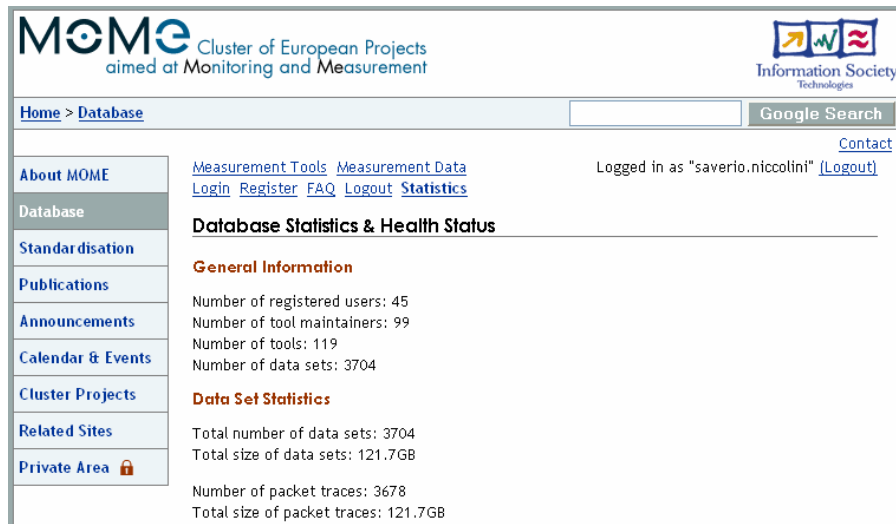 MOME Cluster of European Projects
aimed at Monitoring and Measurement
Information Society
Technologies
Home > Database
Google Search
Contact
About MOME
Database
Standardisation
Publications
Announcements
Calendar & Events
Cluster Projects
Related Sites
Private Area
Measurement Tools Measurement Data
Logged in as "saverio.niccolini" (Logout)
Login Register FAQ Logout Statistics
Database Statistics & Health Status
General Information
Number of registered users: 45
Number of tool maintainers: 99
Number of tools: 119
Number of data sets: 3704
Data Set Statistics
Total number of data sets: 3704
Total size of data sets: 121.7GB
Number of packet traces: 3678
Total size of packet traces: 121.7GB